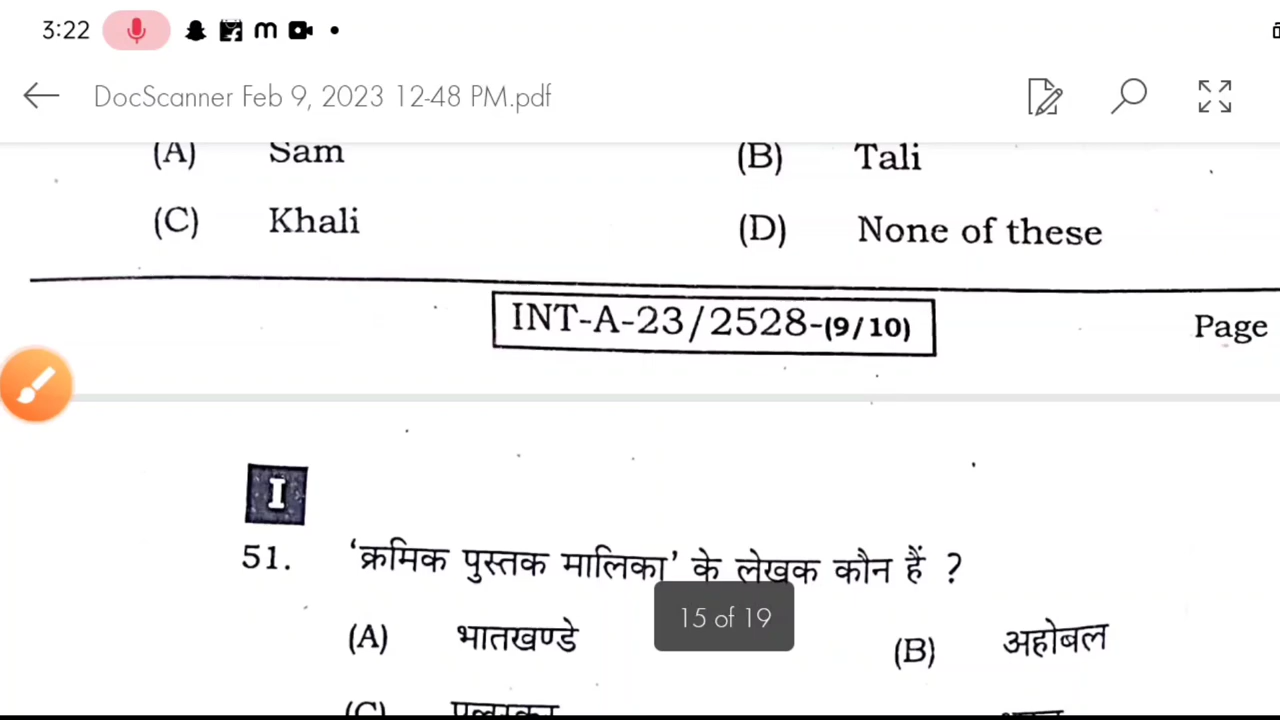 3:22
DocScanner Feb 9, 2023 12-48 PM.pdf
(A) Sam (B) Tali
(C) Khali (D) None of these
INT-A-23/2528-(9/10) Page
I
51. 'क्रमिक पुस्तक मालिका' के लेखक कौन हैं ?
15 of 19
(A) भातखण्डे (B) अहोबल
(C)